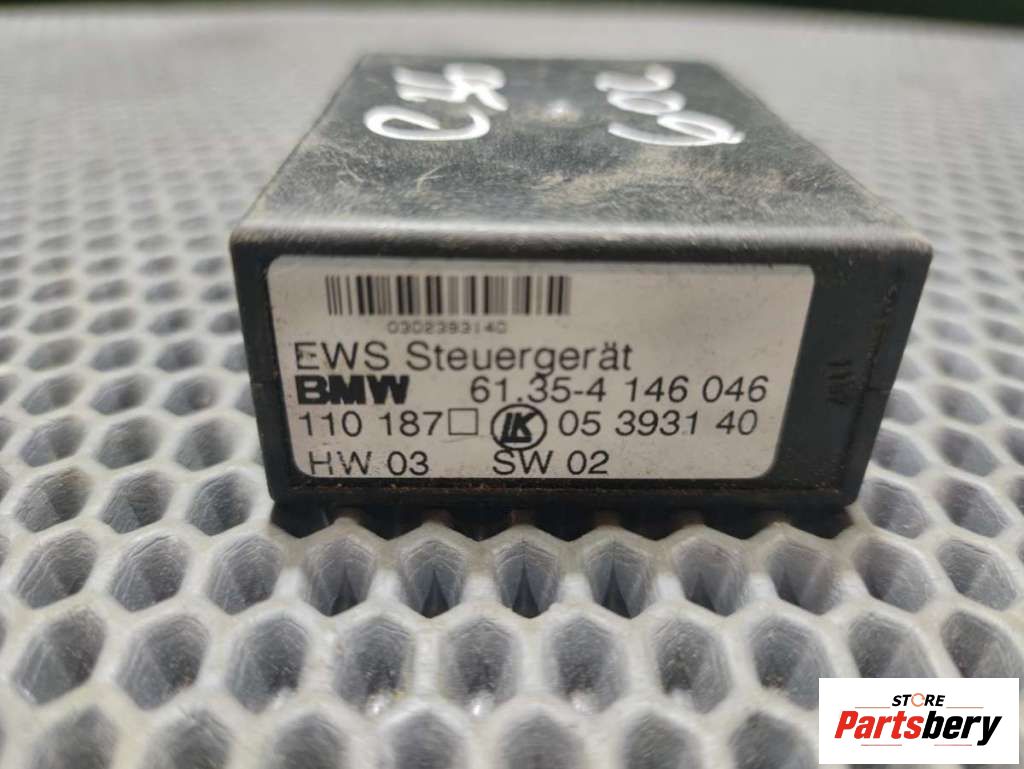 0302393140
EWS Steuergerät
BMW 61.35-4 146 046
110 187□ LK 05 3931 40
HW 03 SW 02
STORE
Partsbery